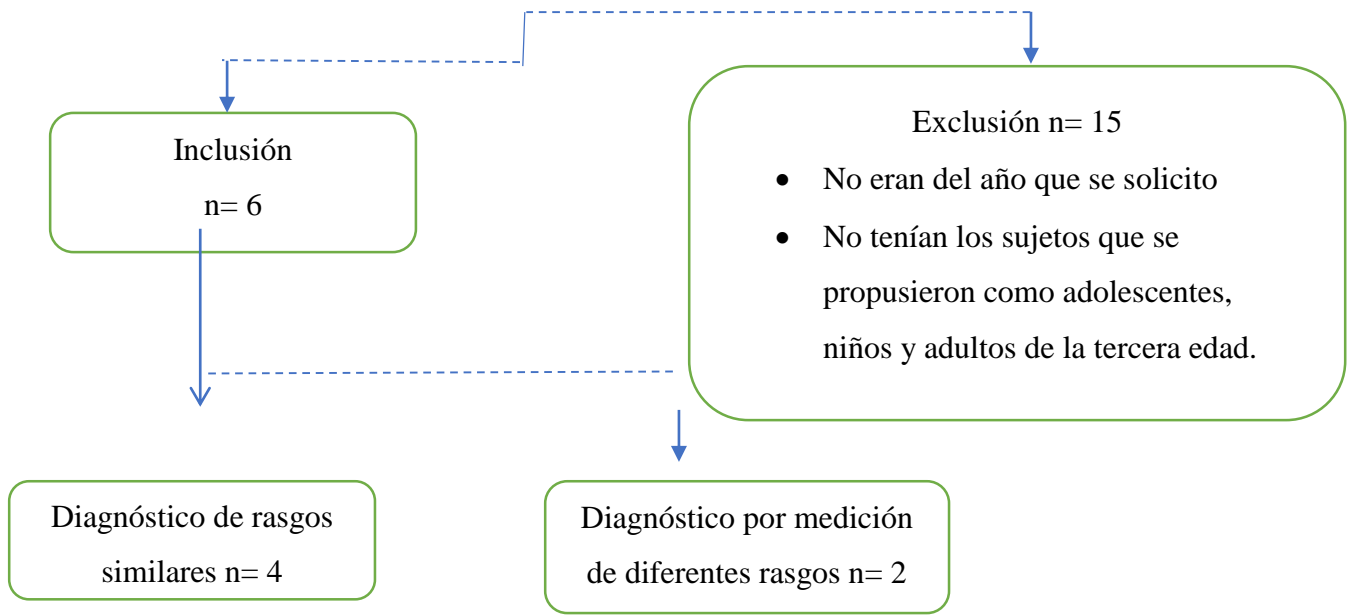 Inclusión
n= 6
Exclusión n= 15
• No eran del año que se solicito
• No tenían los sujetos que se
propusieron como adolescentes,
niños y adultos de la tercera edad.
Diagnóstico de rasgos
similares n= 4
Diagnóstico por medición
de diferentes rasgos n= 2